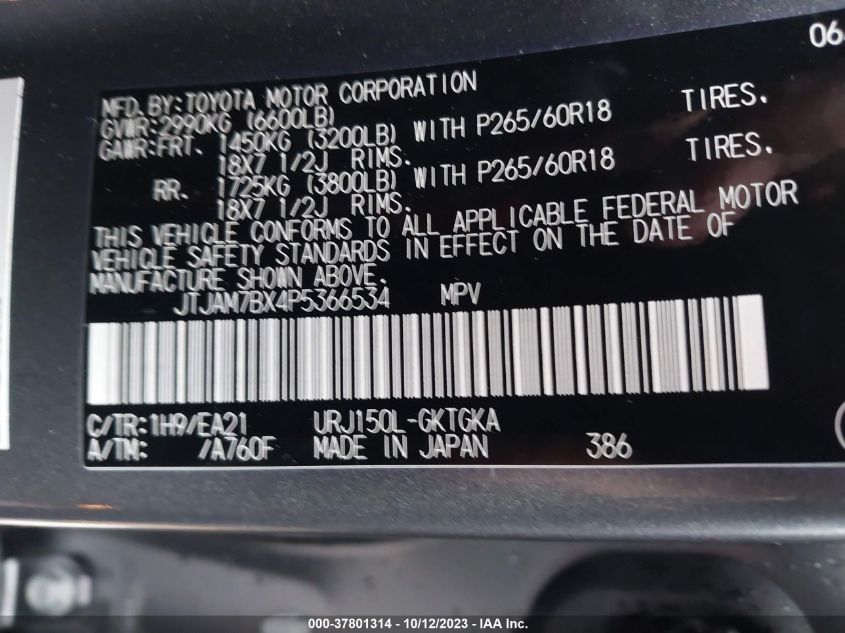 06
MFD. BY:TOYOTA MOTOR CORPORATION
GVWR:2990KG (6600LB)
GAWR:FRT. 1450KG (3200LB) WITH P265/60R18 TIRES.
18X7 1/2J RIMS.
RR. 1725KG (3800LB) WITH P265/60R18 TIRES.
18X7 1/2J RIMS.
THIS VEHICLE CONFORMS TO ALL APPLICABLE FEDERAL MOTOR
VEHICLE SAFETY STANDARDS IN EFFECT ON THE DATE OF
MANUFACTURE SHOWN ABOVE.
JTJAM7BX4P5366534 MPV
C/TR:1H9/EA21 URJ150L-GKTGKA
A/TM: /A760F MADE IN JAPAN 386
000-37801314 - 10/12/2023 - IAAI.com